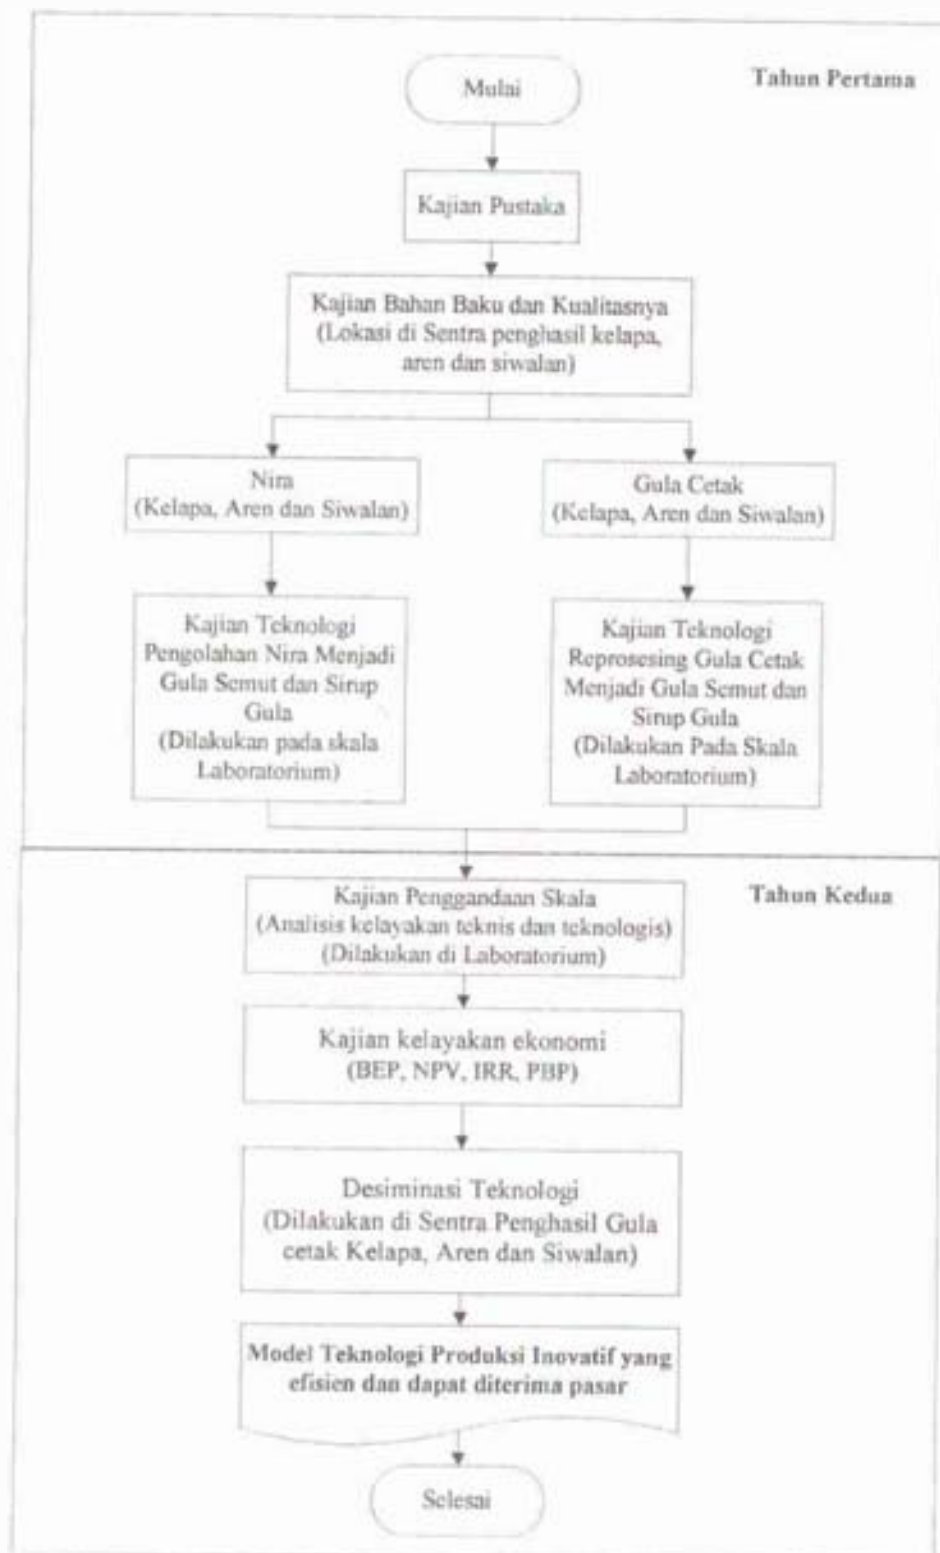 Mulai
Tahun Pertama
Kajian Pustaka
Kajian Bahan Baku dan Kualitasnya
(Lokasi di Sentra penghasil kelapa,
aren dan siwalan)
Nira
(Kelapa, Aren dan Siwalan)
Gula Cetak
(Kelapa, Aren dan Siwalan)
Kajian Teknologi
Pengolahan Nira Menjadi
Gula Semut dan Sirup
Gula
(Dilakukan pada skala
Laboratorium)
Kajian Teknologi
Reprosesing Gula Cetak
Menjadi Gula Semut dan
Sirup Gula
(Dilakukan Pada Skala
Laboratorium)
Tahun Kedua
Kajian Penggandaan Skala
(Analisis kelayakan teknis dan teknologis)
(Dilakukan di Laboratorium)
Kajian kelayakan ekonomi
(BEP, NPV, IRR, PBP)
Desiminasi Teknologi
(Dilakukan di Sentra Penghasil Gula
cetak Kelapa, Aren dan Siwalan)
Model Teknologi Produksi Inovatif yang
efisien dan dapat diterima pasar
Selesai